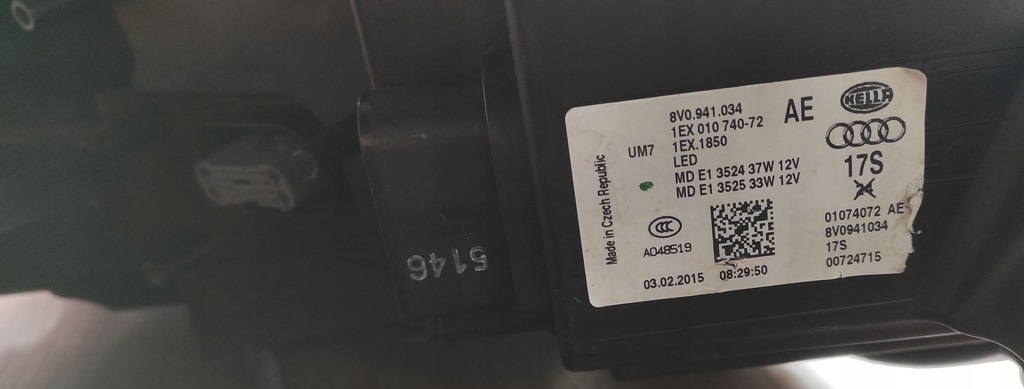 5146
HELLA
8V0.941.034 AE
1EX 010 740-72
UM7 1EX.1850
LED
17S
MD E1 3524 37W 12V
MD E1 3525 33W 12V
Made in Czech Republic
CCC
A048519
01074072 AE
8V0941034
17S
00724715
03.02.2015 08:29:50